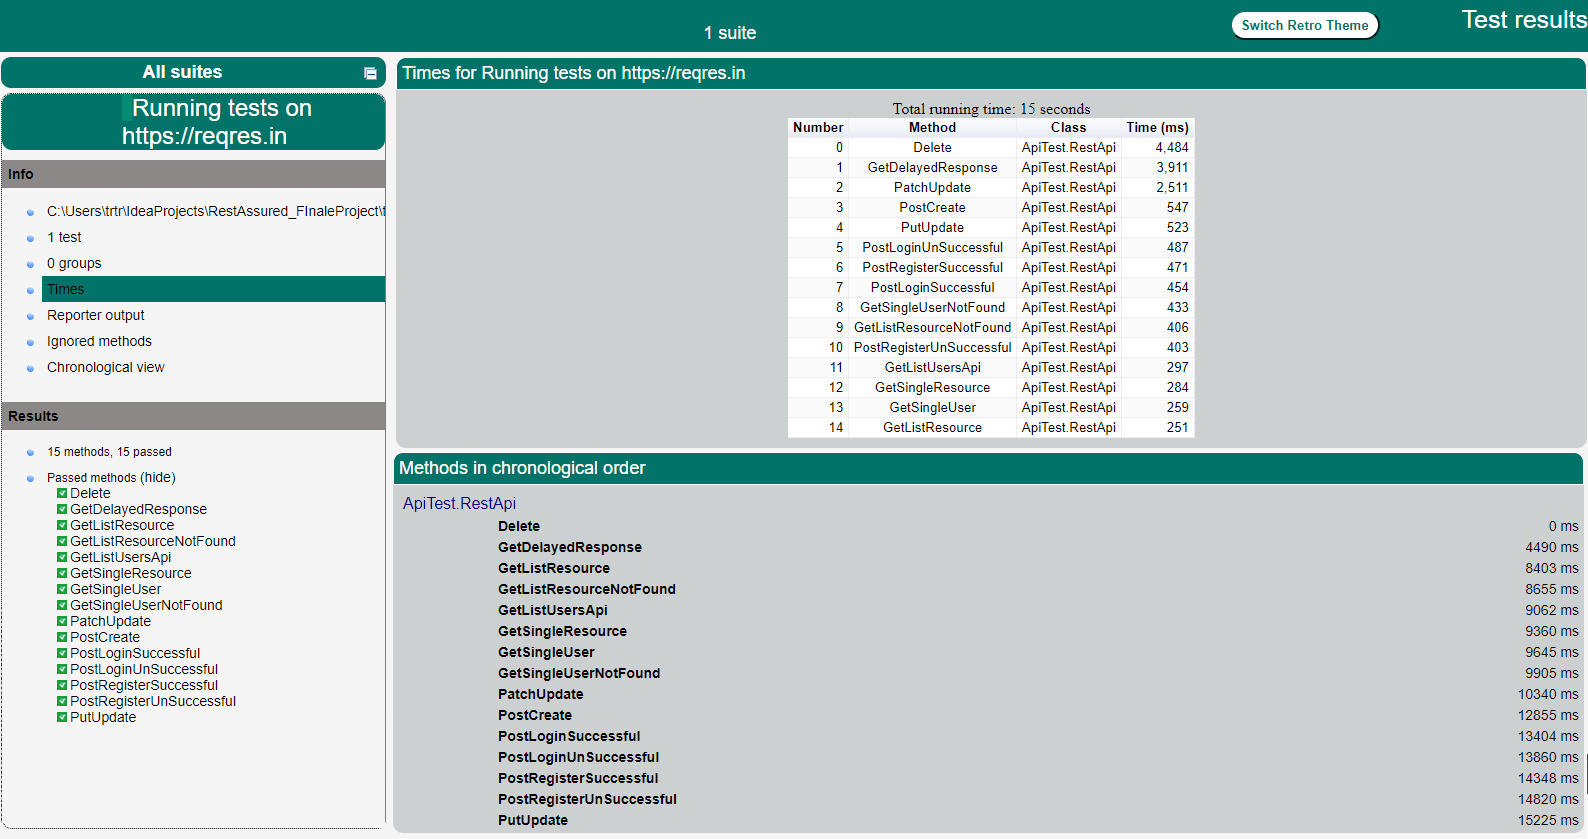 1 suite
Switch Retro Theme
Test results
All suites
Running tests on
https://reqres.in
Info
C:\Users\trtr\IdeaProjects\RestAssured_FInaleProject\t
1 test
0 groups
Times
Reporter output
Ignored methods
Chronological view
Results
15 methods, 15 passed
Passed methods (hide)
Delete
GetDelayedResponse
GetListResource
GetListResourceNotFound
GetListUsersApi
GetSingleResource
GetSingleUser
GetSingleUserNotFound
PatchUpdate
PostCreate
PostLoginSuccessful
PostLoginUnSuccessful
PostRegisterSuccessful
PostRegisterUnSuccessful
PutUpdate
Times for Running tests on https://reqres.in
Total running time: 15 seconds
Number Method Class Time (ms)
0 Delete ApiTest.RestApi 4,484
1 GetDelayedResponse ApiTest.RestApi 3,911
2 PatchUpdate ApiTest.RestApi 2,511
3 PostCreate ApiTest.RestApi 547
4 PutUpdate ApiTest.RestApi 523
5 PostLoginUnSuccessful ApiTest.RestApi 487
6 PostRegisterSuccessful ApiTest.RestApi 471
7 PostLoginSuccessful ApiTest.RestApi 454
8 GetSingleUserNotFound ApiTest.RestApi 433
9 GetListResourceNotFound ApiTest.RestApi 406
10 PostRegisterUnSuccessful ApiTest.RestApi 403
11 GetListUsersApi ApiTest.RestApi 297
12 GetSingleResource ApiTest.RestApi 284
13 GetSingleUser ApiTest.RestApi 259
14 GetListResource ApiTest.RestApi 251
Methods in chronological order
ApiTest.RestApi
Delete 0 ms
GetDelayedResponse 4490 ms
GetListResource 8403 ms
GetListResourceNotFound 8655 ms
GetListUsersApi 9062 ms
GetSingleResource 9360 ms
GetSingleUser 9645 ms
GetSingleUserNotFound 9905 ms
PatchUpdate 10340 ms
PostCreate 12855 ms
PostLoginSuccessful 13404 ms
PostLoginUnSuccessful 13860 ms
PostRegisterSuccessful 14348 ms
PostRegisterUnSuccessful 14820 ms
PutUpdate 15225 ms